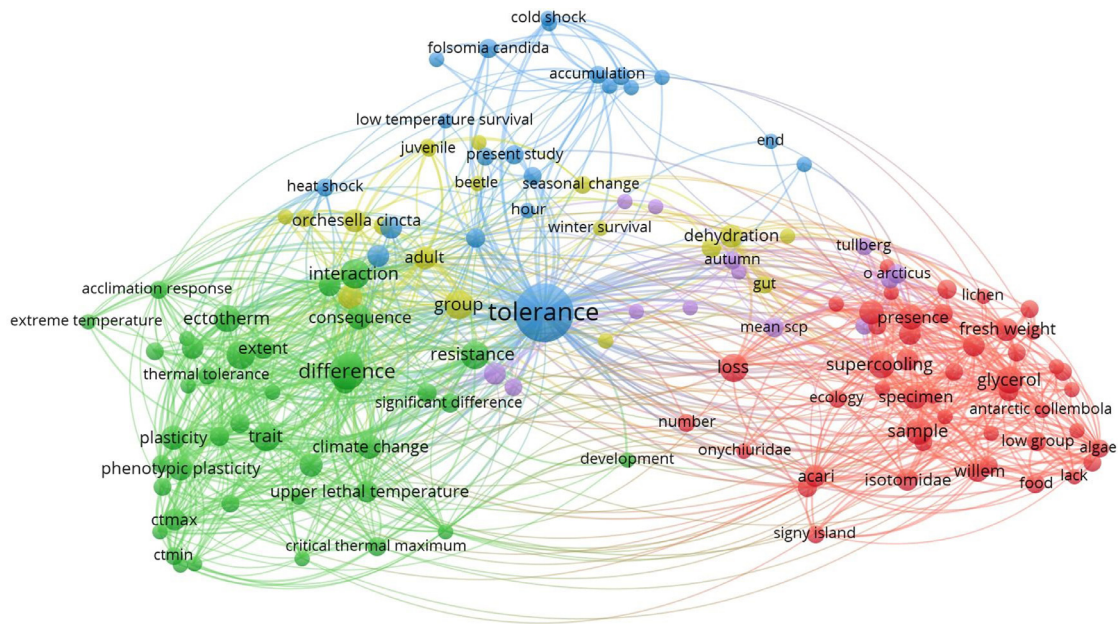 cold shock
folsomia candida
accumulation
low temperature survival
end
juvenile
present study
heat shock
beetle
seasonal change
hour
orchesella cincta
winter survival
dehydration
tullberg
adult
autumn
interaction
o arcticus
acclimation response
gut
lichen
group
tolerance
extreme temperature
ectotherm
consequence
mean scp
presence
fresh weight
extent
resistance
thermal tolerance
difference
loss
supercooling
glycerol
significant difference
ecology
specimen
antarctic collembola
number
plasticity
trait
climate change
sample
low group
algae
onychiuridae
development
phenotypic plasticity
acari
isotomidae
willem
food
lack
upper lethal temperature
ctmax
signy island
critical thermal maximum
ctmin